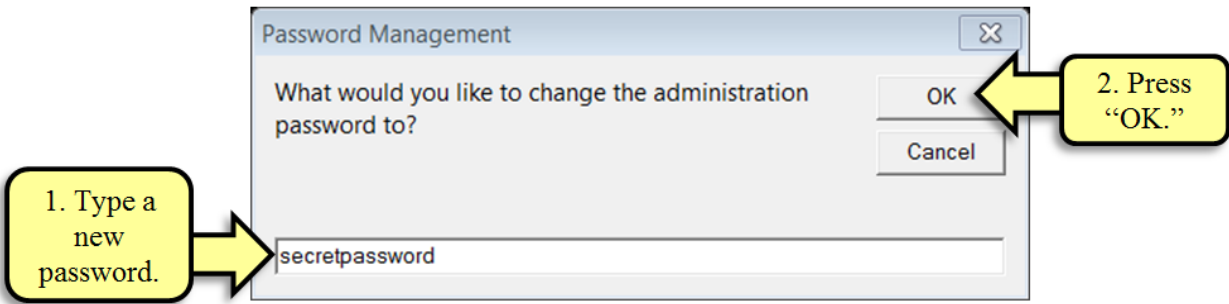 Password Management
What would you like to change the administration
password to?
OK
Cancel
2. Press
“OK.”
1. Type a
new
password.
secretpassword